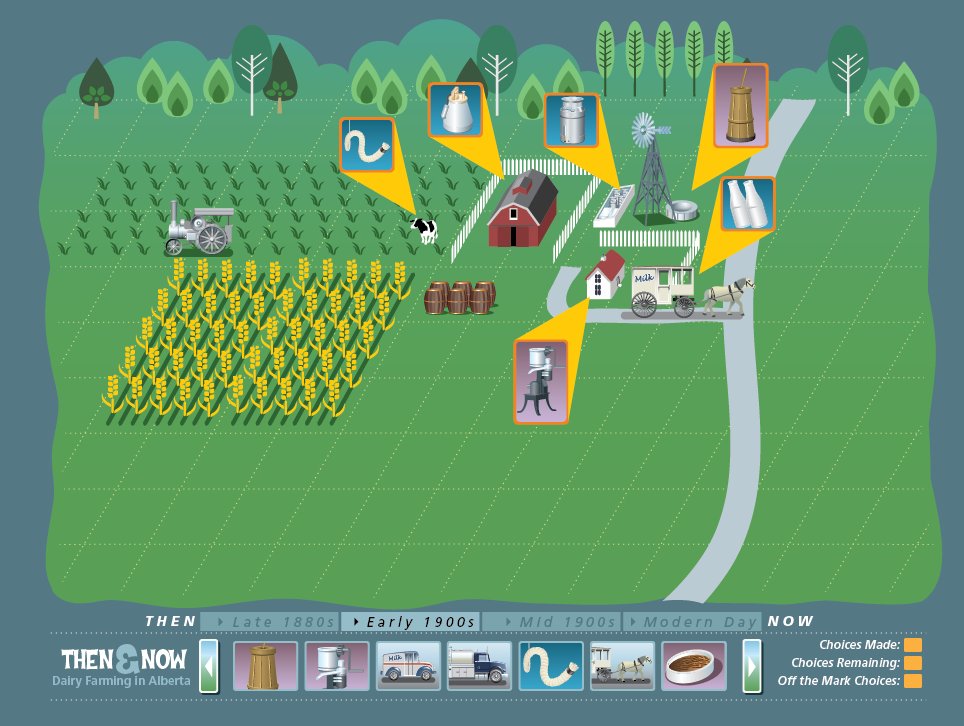 Milk
THEN Late 1880s Early 1900s Mid 1900s Modern Day NOW
THEN & NOW
Dairy Farming in Alberta
Milk
Choices Made:
Choices Remaining:
Off the Mark Choices: